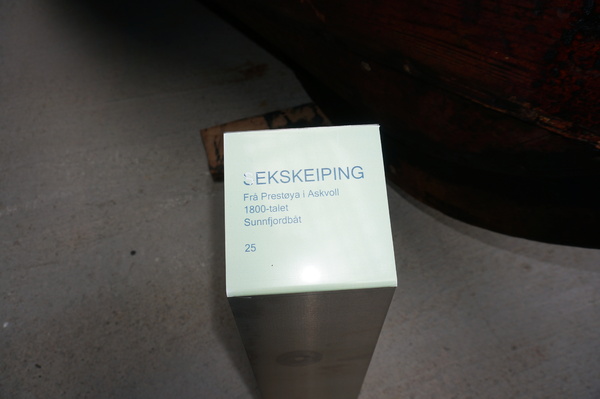 SEKSKEIPING
Frå Prestøya i Askvoll
1800-talet
Sunnfjordbåt
25